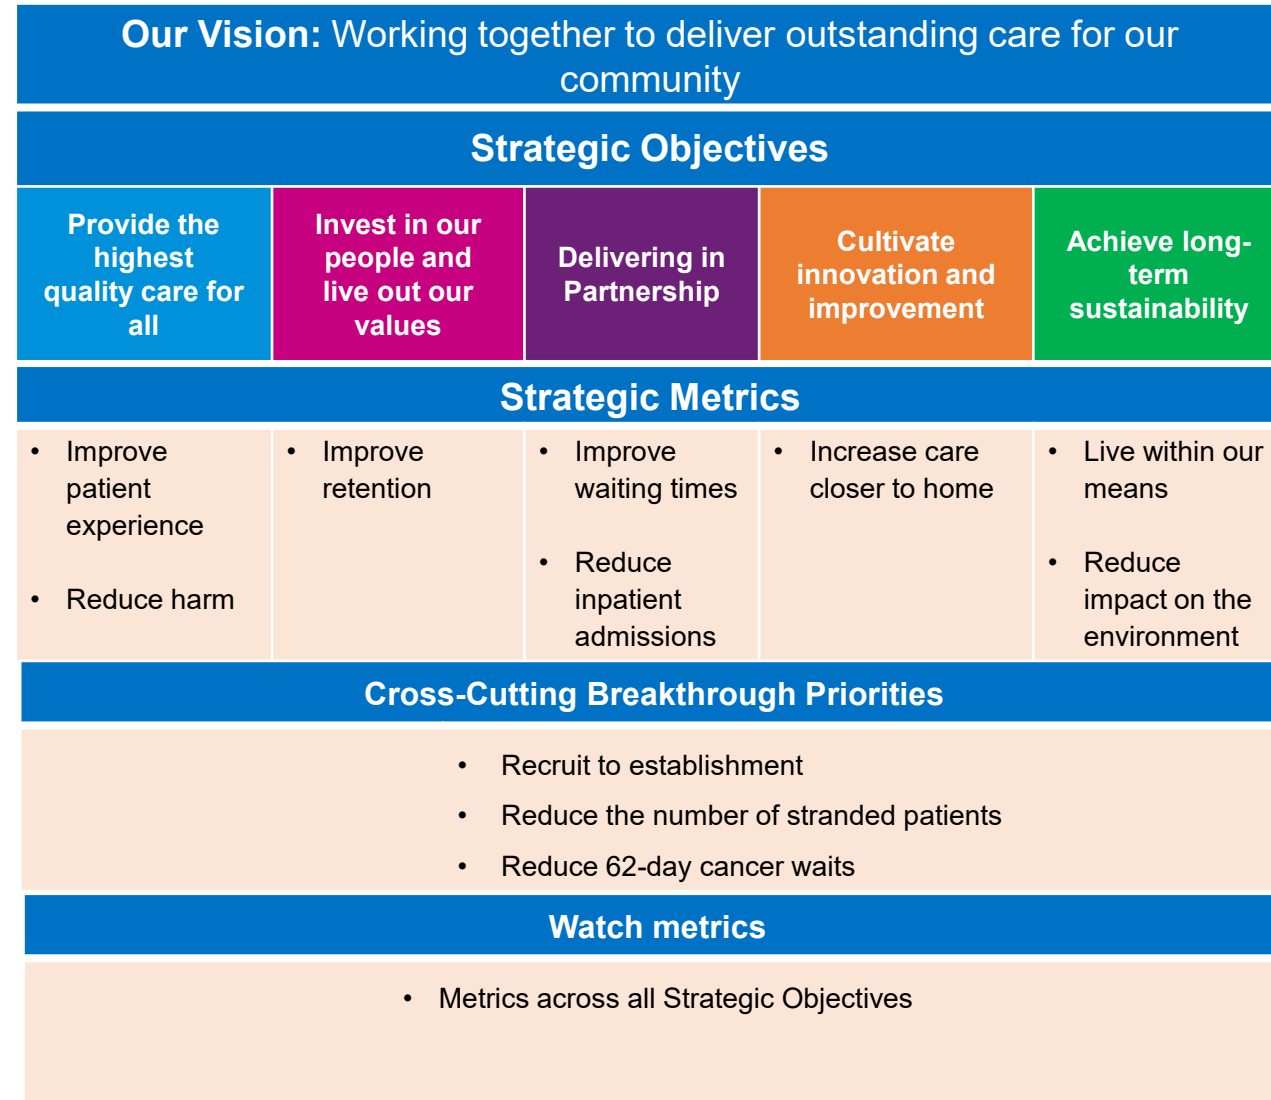 Our Vision: Working together to deliver outstanding care for our
community
Strategic Objectives
Provide the
highest
quality care for
all
Invest in our
people and
live out our
values
Delivering in
Partnership
Cultivate
innovation and
improvement
Achieve long-
term
sustainability
Strategic Metrics
• Improve
patient
experience
• Reduce harm
• Improve
retention
• Improve
waiting times
• Reduce
inpatient
admissions
• Increase care
closer to home
• Live within our
means
• Reduce
impact on the
environment
Cross-Cutting Breakthrough Priorities
• Recruit to establishment
• Reduce the number of stranded patients
• Reduce 62-day cancer waits
Watch metrics
• Metrics across all Strategic Objectives